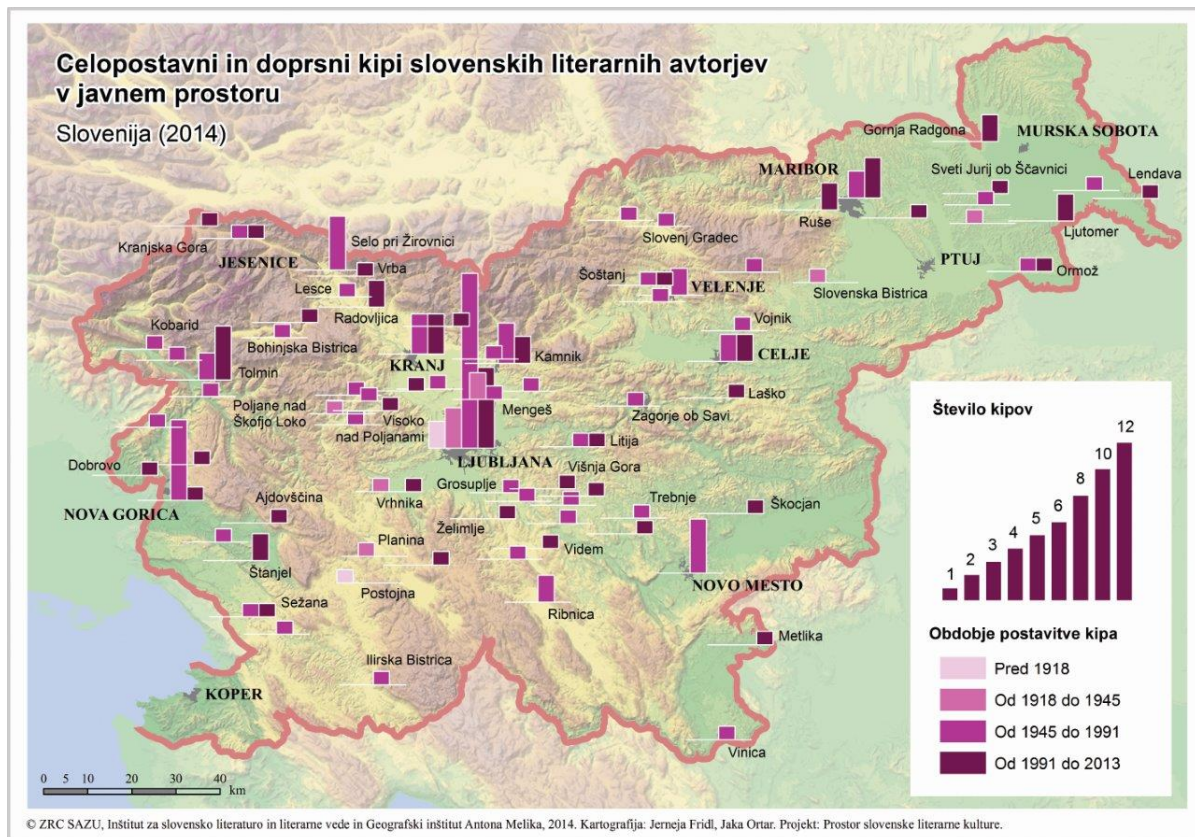 Celopostavni in doprsni kipi slovenskih literarnih avtorjev
v javnem prostoru
Slovenija (2014)
Gornja Radgona
MURSKA SOBOTA
MARIBOR
Sveti Jurij ob Ščavnici
Lendava
Ruše
Ljutomer
Kranjska Gora
Selo pri Žirovnici
Slovenj Gradec
JESENICE
Vrba
PTUJ
Ormož
Lesce
Šoštanj
VELENJE
Slovenska Bistrica
Radovljica
Kobarid
Bohinjska Bistrica
Vojnik
KRANJ
Kamnik
CELJE
Tolmin
Laško
Poljane nad
Škofjo Loko
Visoko
nad Poljanami
Mengeš
Zagorje ob Savi
Litija
Dobrovo
LJUBLJANA
Višnja Gora
Ajdovščina
Vrhnika
Grosuplje
Trebnje
Škocjan
NOVA GORICA
Želimlje
Planina
Videm
Štanjel
Postojna
NOVO MESTO
Sežana
Ribnica
Metlika
Ilirska Bistrica
KOPER
Vinica
Število kipov
1
2
3
4
5
6
8
10
12
Obdobje postavitve kipa
Pred 1918
Od 1918 do 1945
Od 1945 do 1991
Od 1991 do 2013
0 5 10 20 30 40
km
© ZRC SAZU, Inštitut za slovensko literaturo in literarne vede in Geografski inštitut Antona Melika, 2014. Kartografija: Jerneja Fridl, Jaka Ortar. Projekt: Prostor slovenske literarne kulture.